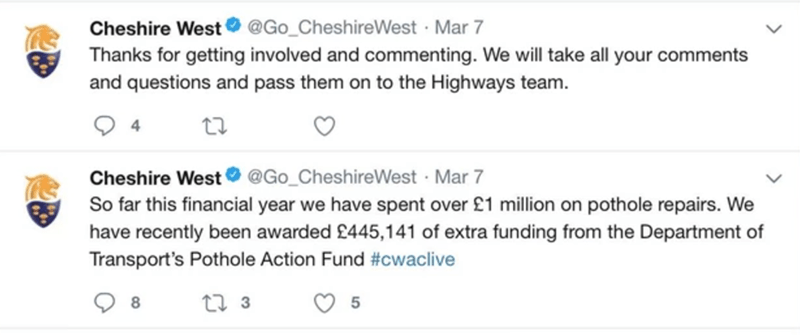 Cheshire West @Go_CheshireWest · Mar 7
Thanks for getting involved and commenting. We will take all your comments
and questions and pass them on to the Highways team.
4
Cheshire West @Go_CheshireWest · Mar 7
So far this financial year we have spent over £1 million on pothole repairs. We
have recently been awarded £445,141 of extra funding from the Department of
Transport's Pothole Action Fund #cwaclive
8 3 5